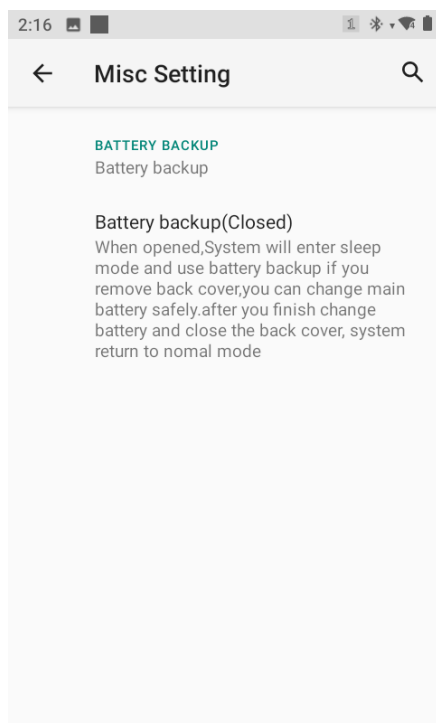 2:16
1
Misc Setting
BATTERY BACKUP
Battery backup
Battery backup(Closed)
When opened,System will enter sleep
mode and use battery backup if you
remove back cover,you can change main
battery safely.after you finish change
battery and close the back cover, system
return to nomal mode